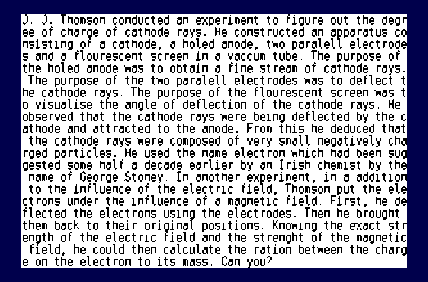 J. J. Thomson conducted an experiment to figure out the degr
ee of charge of cathode rays. He constructed an apparatus co
nsisting of a cathode, a holed anode, two paralell electrode
s and a flourescent screen in a vaccum tube. The purpose of
the holed anode was to obtain a fine stream of cathode rays.
The purpose of the two paralell electrodes was to deflect t
he cathode rays. The purpose of the flourescent screen was t
o visualise the angle of deflection of the cathode rays. He
observed that the cathode rays were being deflected by the c
athode and attracted to the anode. From this he deduced that
the cathode rays were composed of very small negatively cha
rged particles. He used the name electron which had been sug
gested some half a decade earlier by an Irish chemist by the
name of George Stoney. In another experiment, in a addition
to the influence of the electric field, Thomson put the ele
ctrons under the influence of a magnetic field. First, he de
flected the electrons using the electrodes. Then he brought
them back to their original positions. Knowing the exact str
ength of the electric field and the strenght of the magnetic
field, he could then calculate the ration between the charg
e on the electron to its mass. Can you?